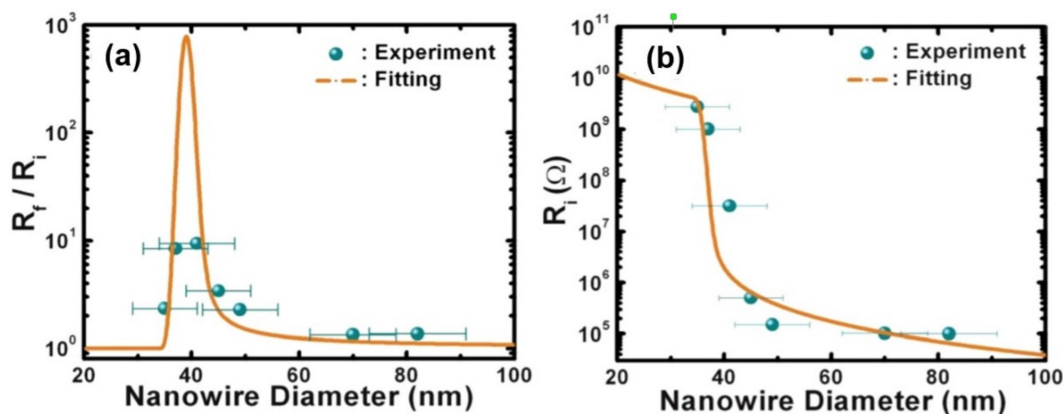 (a)
: Experiment
: Fitting
R_f / R_i
10³
10²
10¹
10⁰
20 40 60 80 100
Nanowire Diameter (nm)
(b)
: Experiment
: Fitting
R_i (Ω)
10¹¹
10¹⁰
10⁹
10⁸
10⁷
10⁶
10⁵
20 40 60 80 100
Nanowire Diameter (nm)